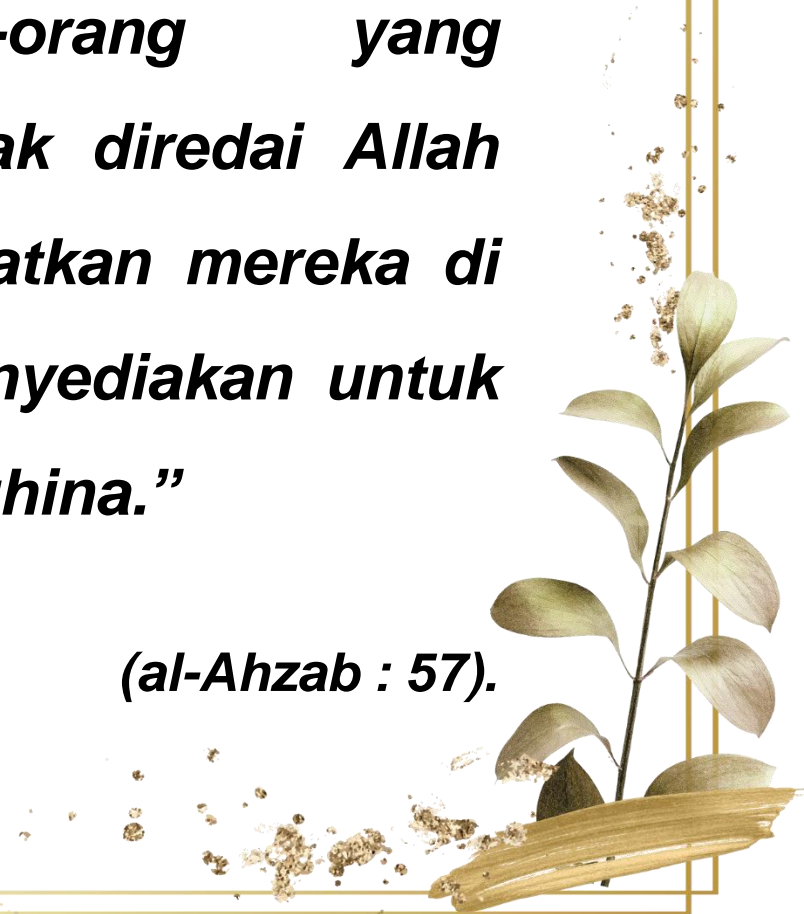 -orang yang
ak diredai Allah
atkan mereka di
nyediakan untuk
hina.”
(al-Ahzab : 57).